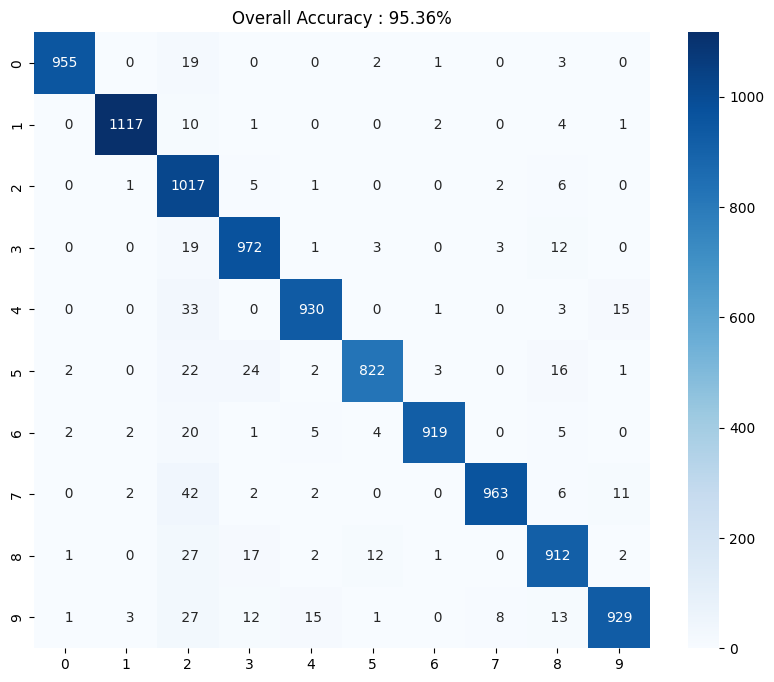 Overall Accuracy : 95.36%
0 955 0 19 0 0 2 1 0 3 0
1 0 1117 10 1 0 0 2 0 4 1
2 0 1 1017 5 1 0 0 2 6 0
3 0 0 19 972 1 3 0 3 12 0
4 0 0 33 0 930 0 1 0 3 15
5 2 0 22 24 2 822 3 0 16 1
6 2 2 20 1 5 4 919 0 5 0
7 0 2 42 2 2 0 0 963 6 11
8 1 0 27 17 2 12 1 0 912 2
9 1 3 27 12 15 1 0 8 13 929
0 1 2 3 4 5 6 7 8 9
1000
800
600
400
200
0